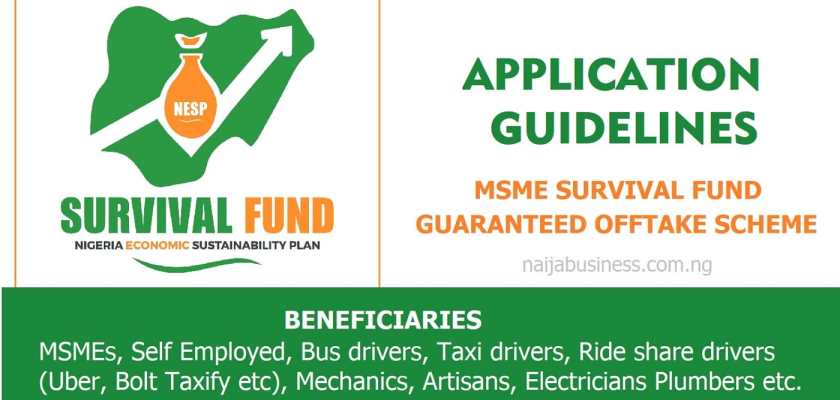 NESP
SURVIVAL FUND
NIGERIA ECONOMIC SUSTAINABILITY PLAN
APPLICATION
GUIDELINES
MSME SURVIVAL FUND
GUARANTEED OFFTAKE SCHEME
naijabusiness.com.ng
BENEFICIARIES
MSMEs, Self Employed, Bus drivers, Taxi drivers, Ride share drivers
(Uber, Bolt Taxify etc), Mechanics, Artisans, Electricians Plumbers etc.